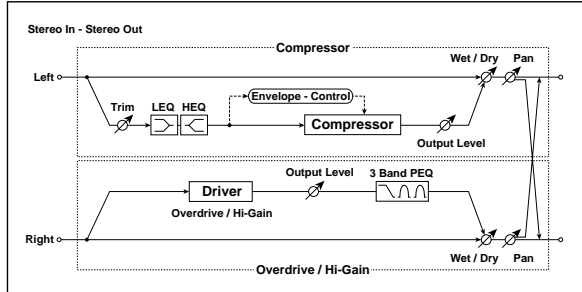 Stereo In - Stereo Out
Compressor
Wet / Dry
Pan
Left
Trim
LEQ
HEQ
Envelope - Control
Compressor
Output Level
Driver
Overdrive / Hi-Gain
Output Level
3 Band PEQ
Right
Wet / Dry
Pan
Overdrive / Hi-Gain